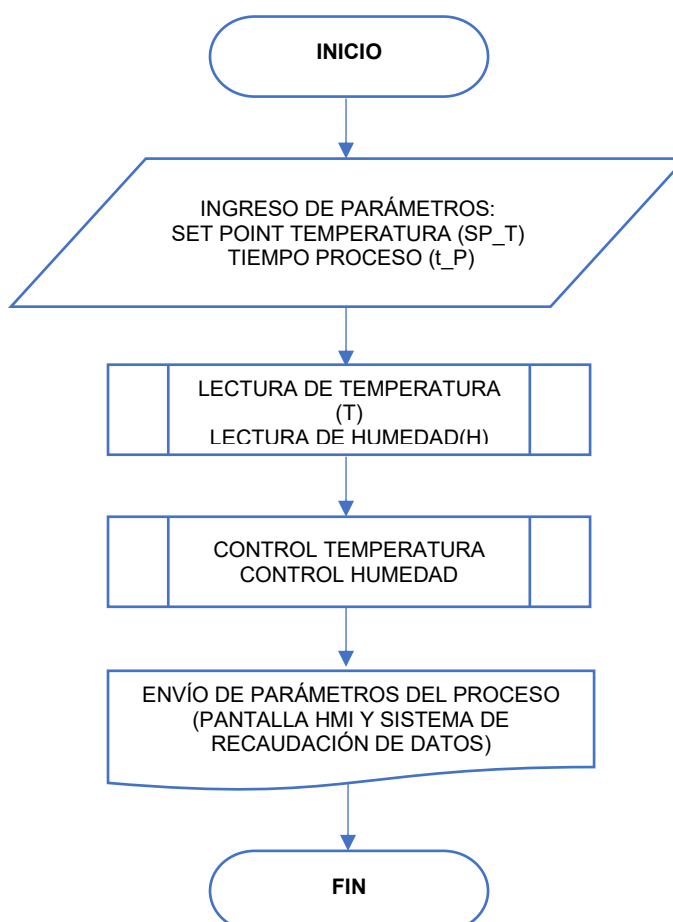 INICIO
INGRESO DE PARÁMETROS:
SET POINT TEMPERATURA (SP_T)
TIEMPO PROCESO (t_P)
LECTURA DE TEMPERATURA
(T)
LECTURA DE HUMEDAD(H)
CONTROL TEMPERATURA
CONTROL HUMEDAD
ENVÍO DE PARÁMETROS DEL PROCESO
(PANTALLA HMI Y SISTEMA DE
RECAUDACIÓN DE DATOS)
FIN